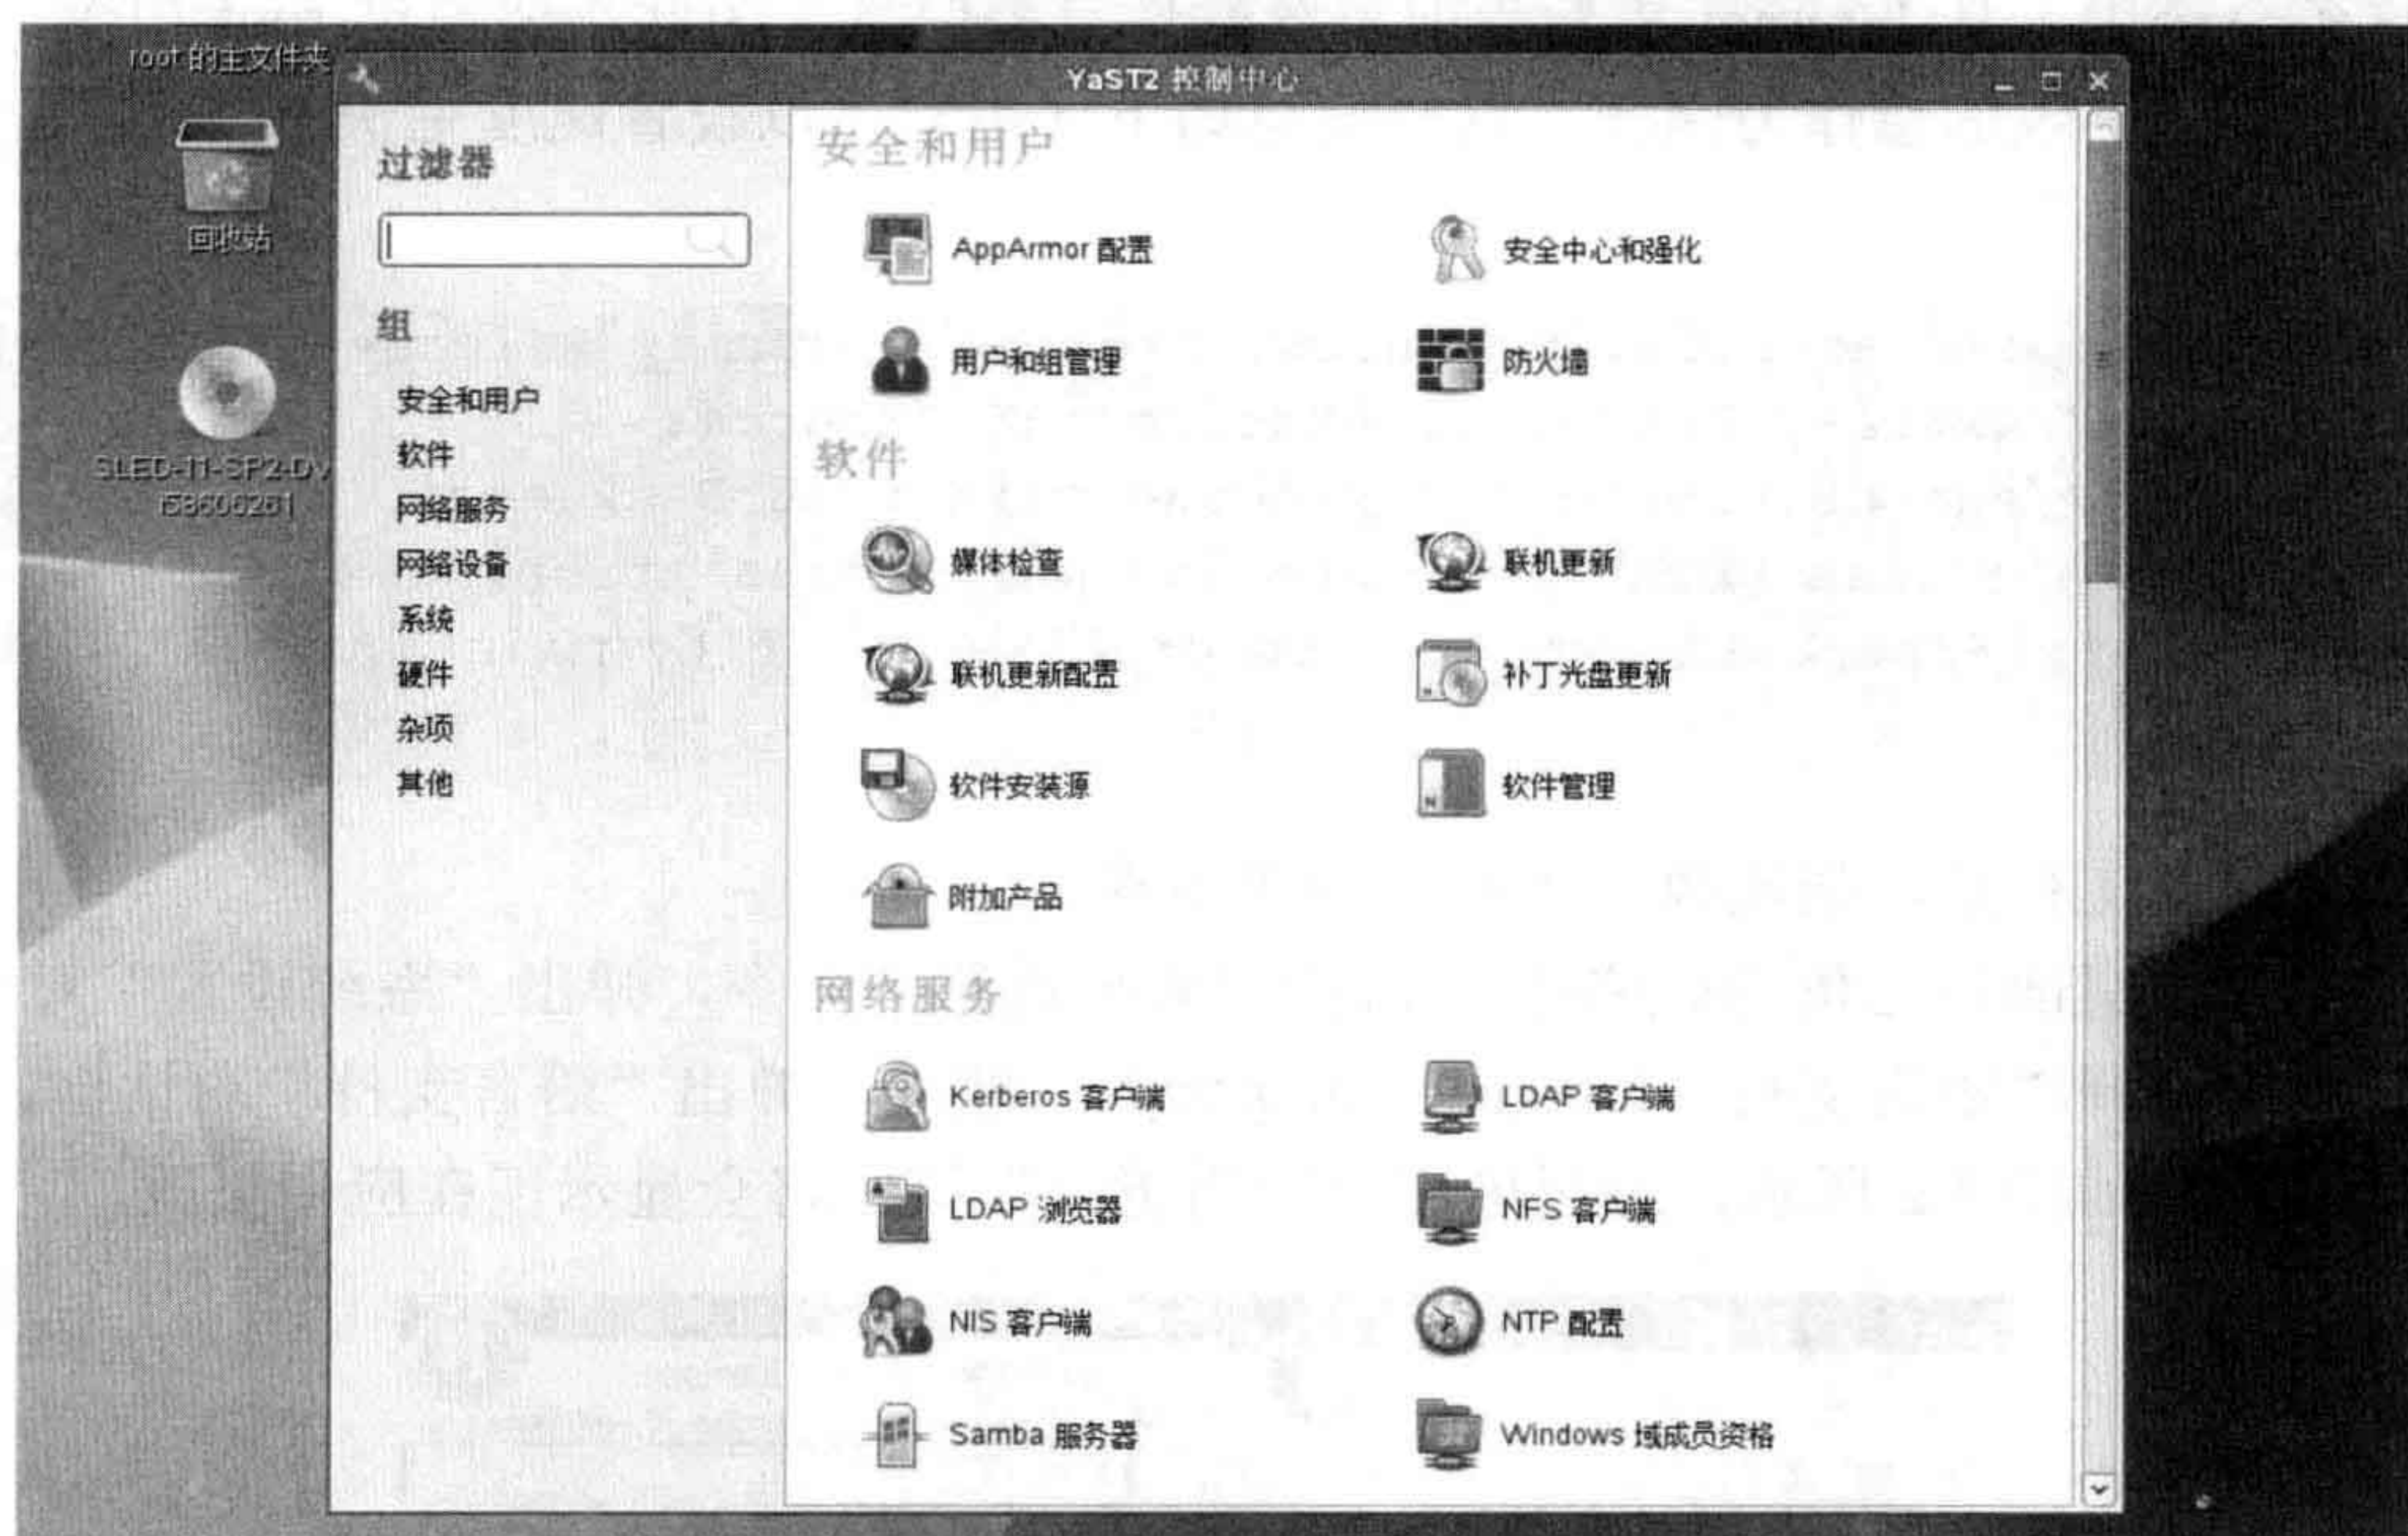 root 的主文件夹
回收站
SLED-11-SP2-DV
YaST2 控制中心
过滤器
组
安全和用户
软件
网络服务
网络设备
系统
硬件
杂项
其他
安全和用户
AppArmor 配置
安全中心和强化
用户和组管理
防火墙
软件
媒体检查
联机更新
联机更新配置
补丁光盘更新
软件安装源
软件管理
附加产品
网络服务
Kerberos 客户端
LDAP 客户端
LDAP 浏览器
NFS 客户端
NIS 客户端
NTP 配置
Samba 服务器
Windows 域成员资格